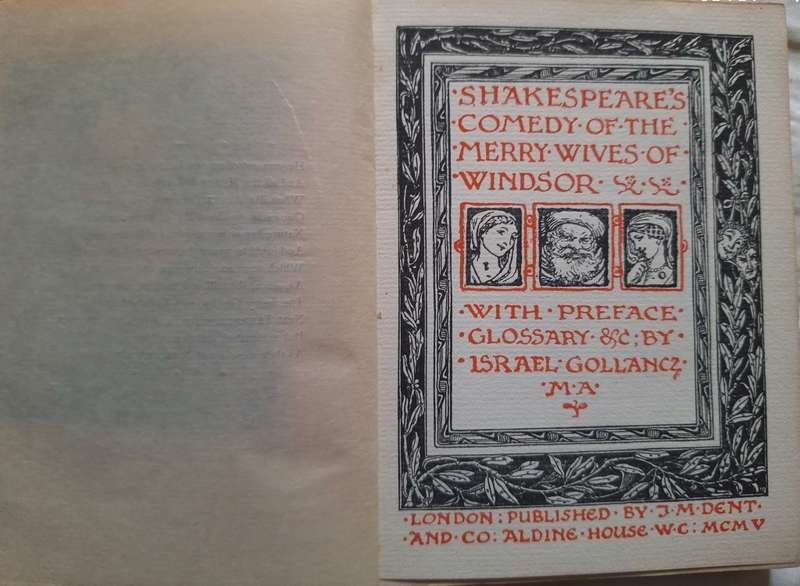 ·SHAKESPEARE'S
COMEDY·OF·THE
·MERRY·WIVES·OF
·WINDSOR·
·WITH·PREFACE·
·GLOSSARY·&C; BY·
·ISRAEL·GOLLANCZ·
·M·A·
·LONDON: PUBLISHED·BY·J·M·DENT·
·AND·CO: ALDINE·HOUSE·W·C: MCMV